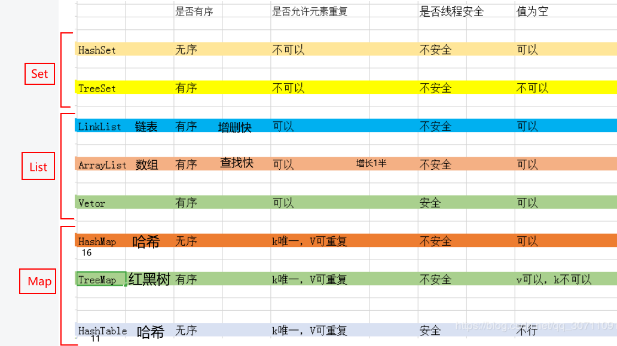 是否有序 是否允许元素重复 是否线程安全 值为空
Set
HashSet 无序 不可以 不安全 可以
TreeSet 有序 不可以 不安全 不行
List
LinkList 链表 有序 增删快 可以 不安全 可以
ArrayList 数组 有序 查找快 可以 增长1半 不安全 可以
Vetor 有序 可以 安全 可以
Map
HashMap 哈希 无序 k唯一，V可重复 不安全 可以
16
TreeMap 红黑树 有序 k唯一，V可重复 不安全 v可以，k不可以
HashTable 哈希 无序 k唯一，V可重复 安全 不行
11